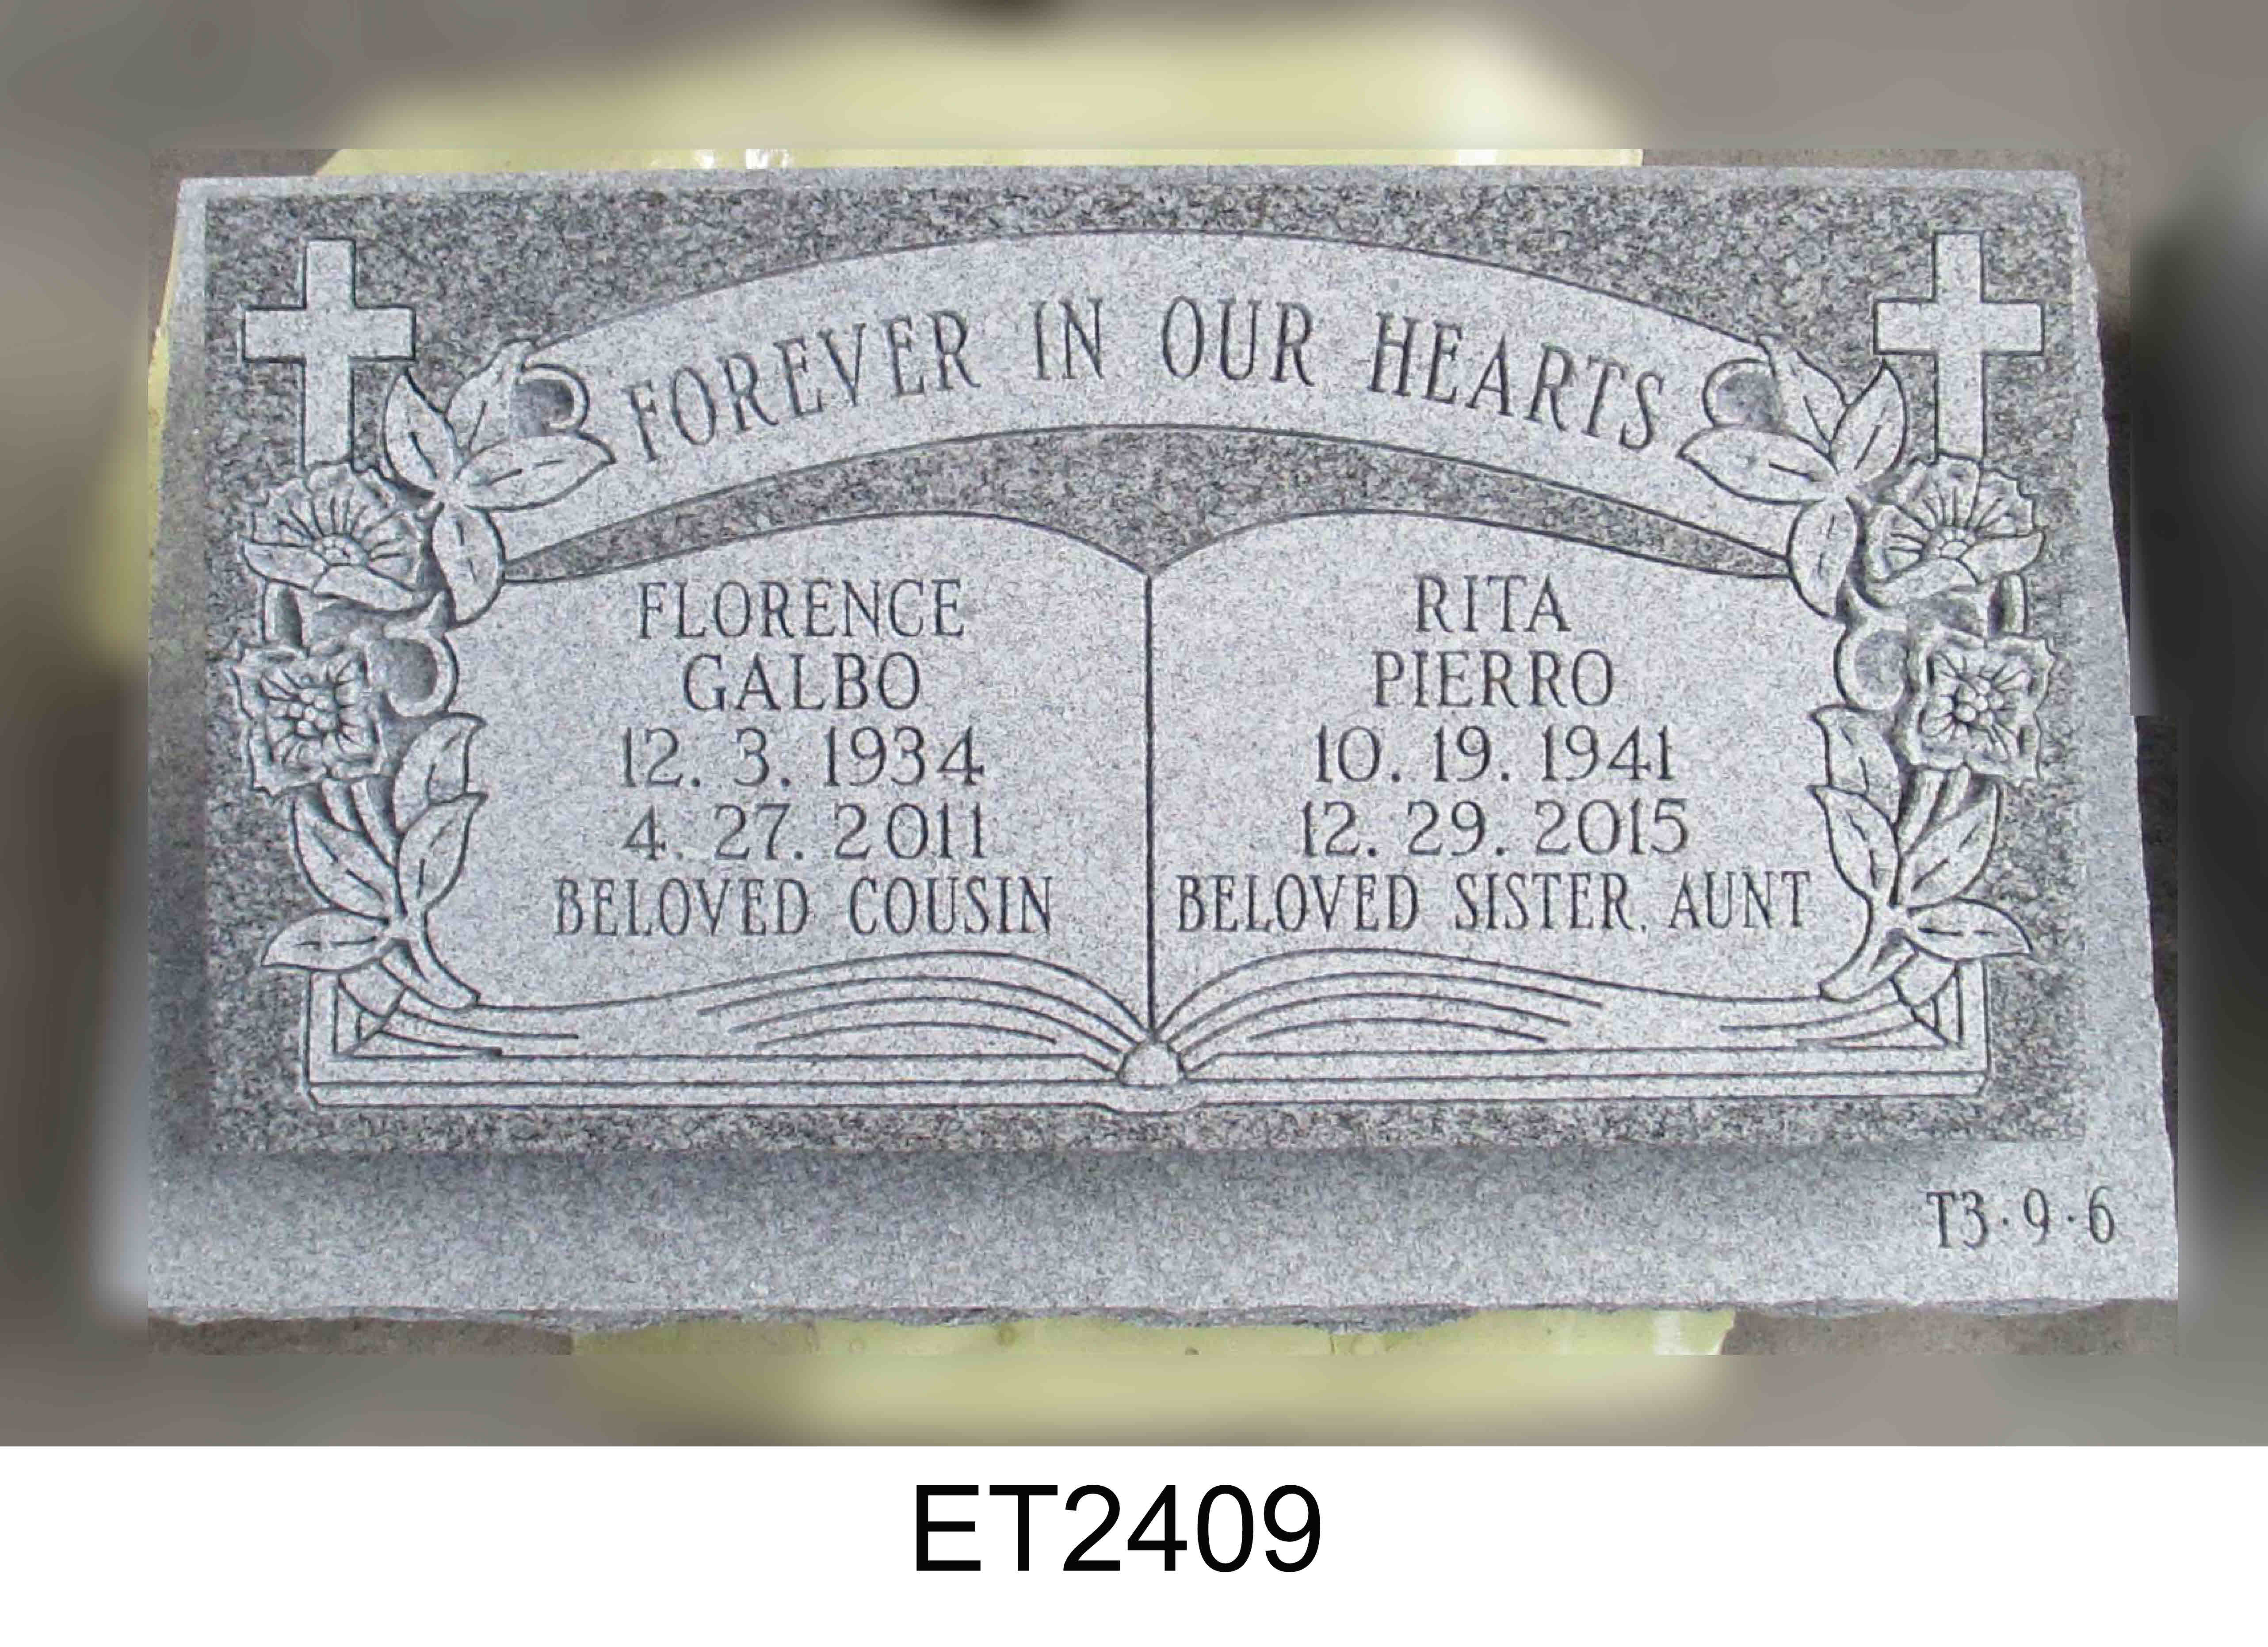 FOREVER IN OUR HEARTS
FLORENCE
GALBO
12. 3. 1934
4. 27. 2011
BELOVED COUSIN
RITA
PIERRO
10. 19. 1941
12. 29. 2015
BELOVED SISTER, AUNT
T3·9·6
ET2409